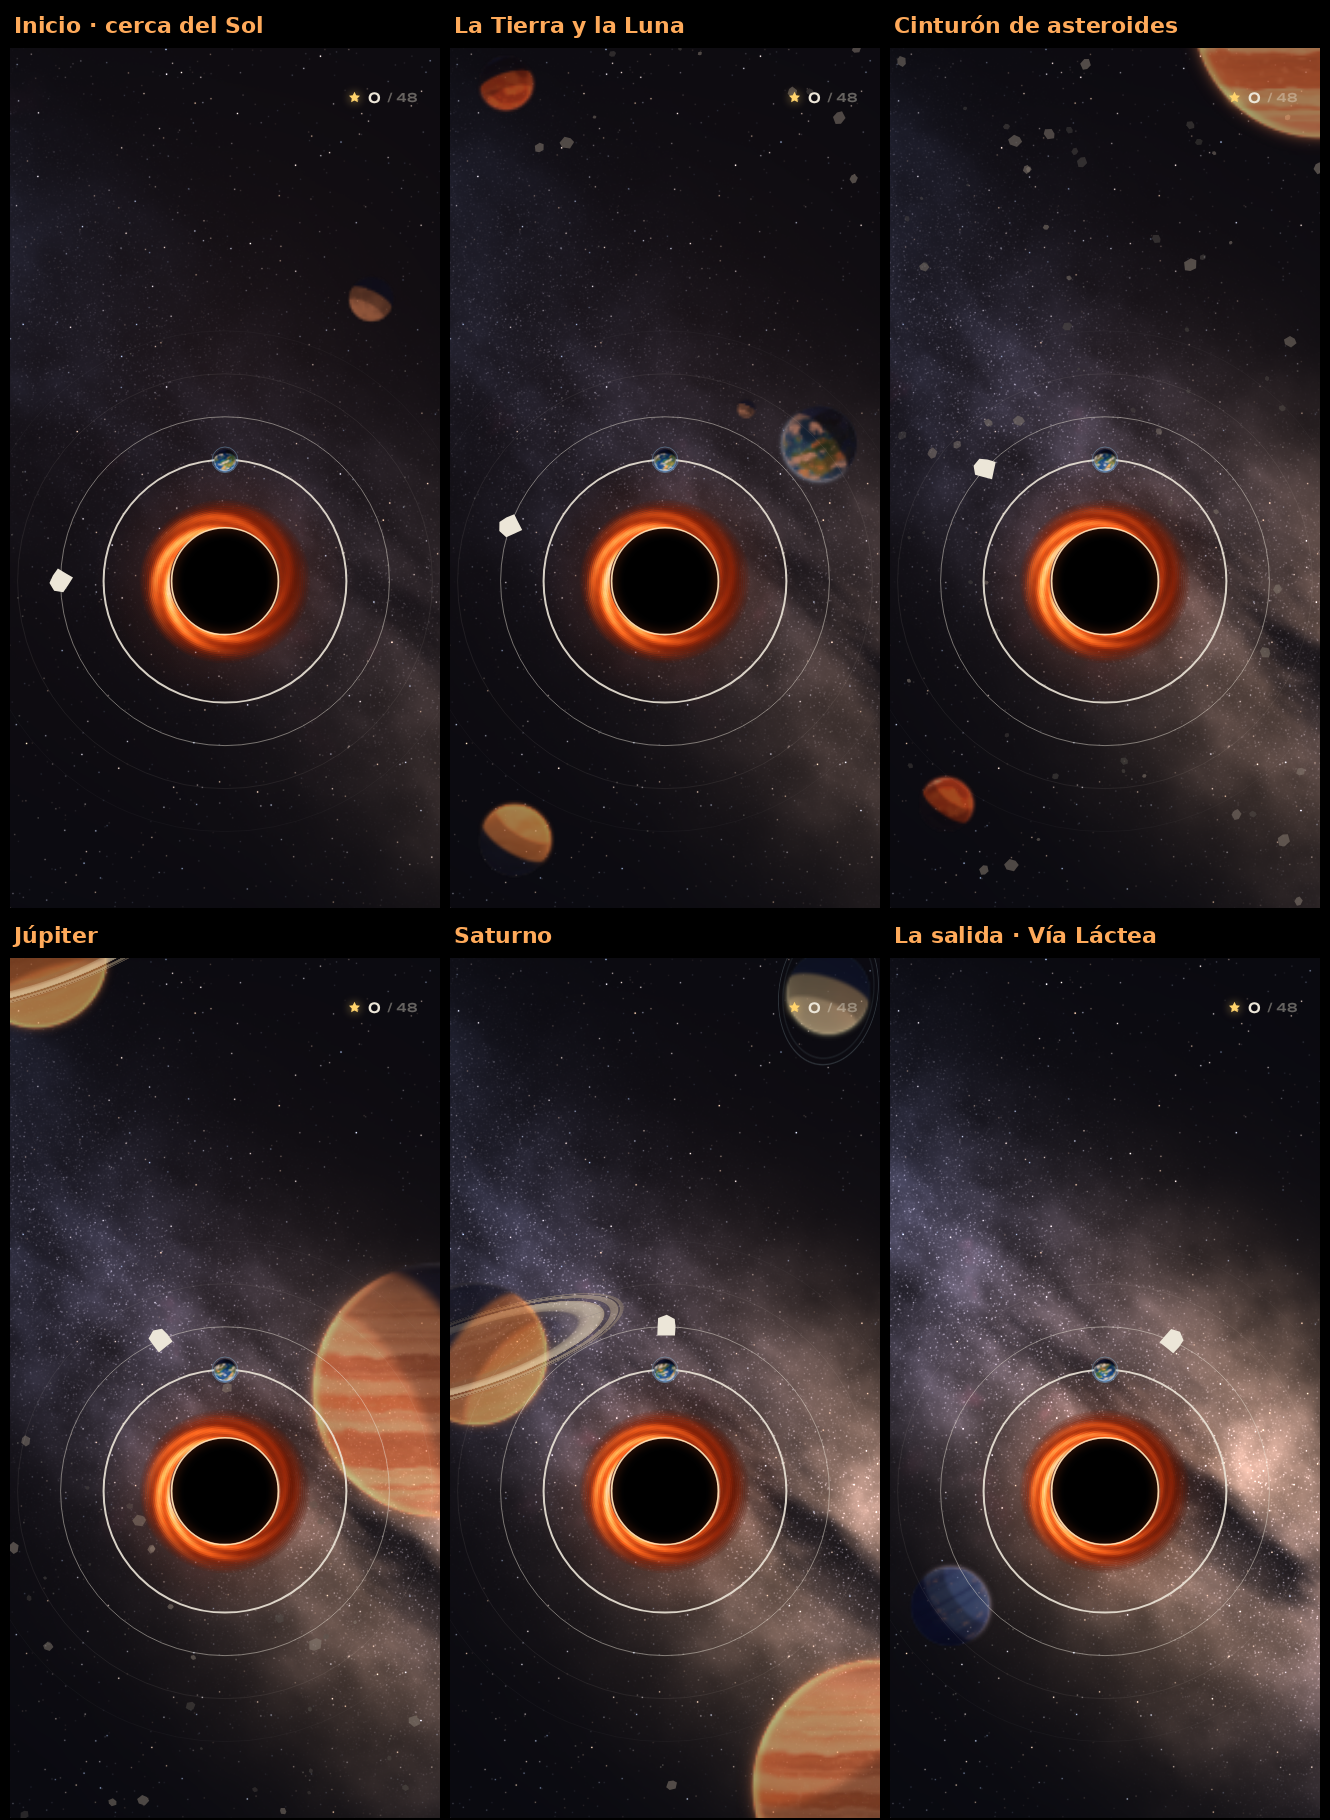 Inicio · cerca del Sol
0 / 48
La Tierra y la Luna
0 / 48
Cinturón de asteroides
0 / 48
Júpiter
0 / 48
Saturno
0 / 48
La salida · Vía Láctea
0 / 48